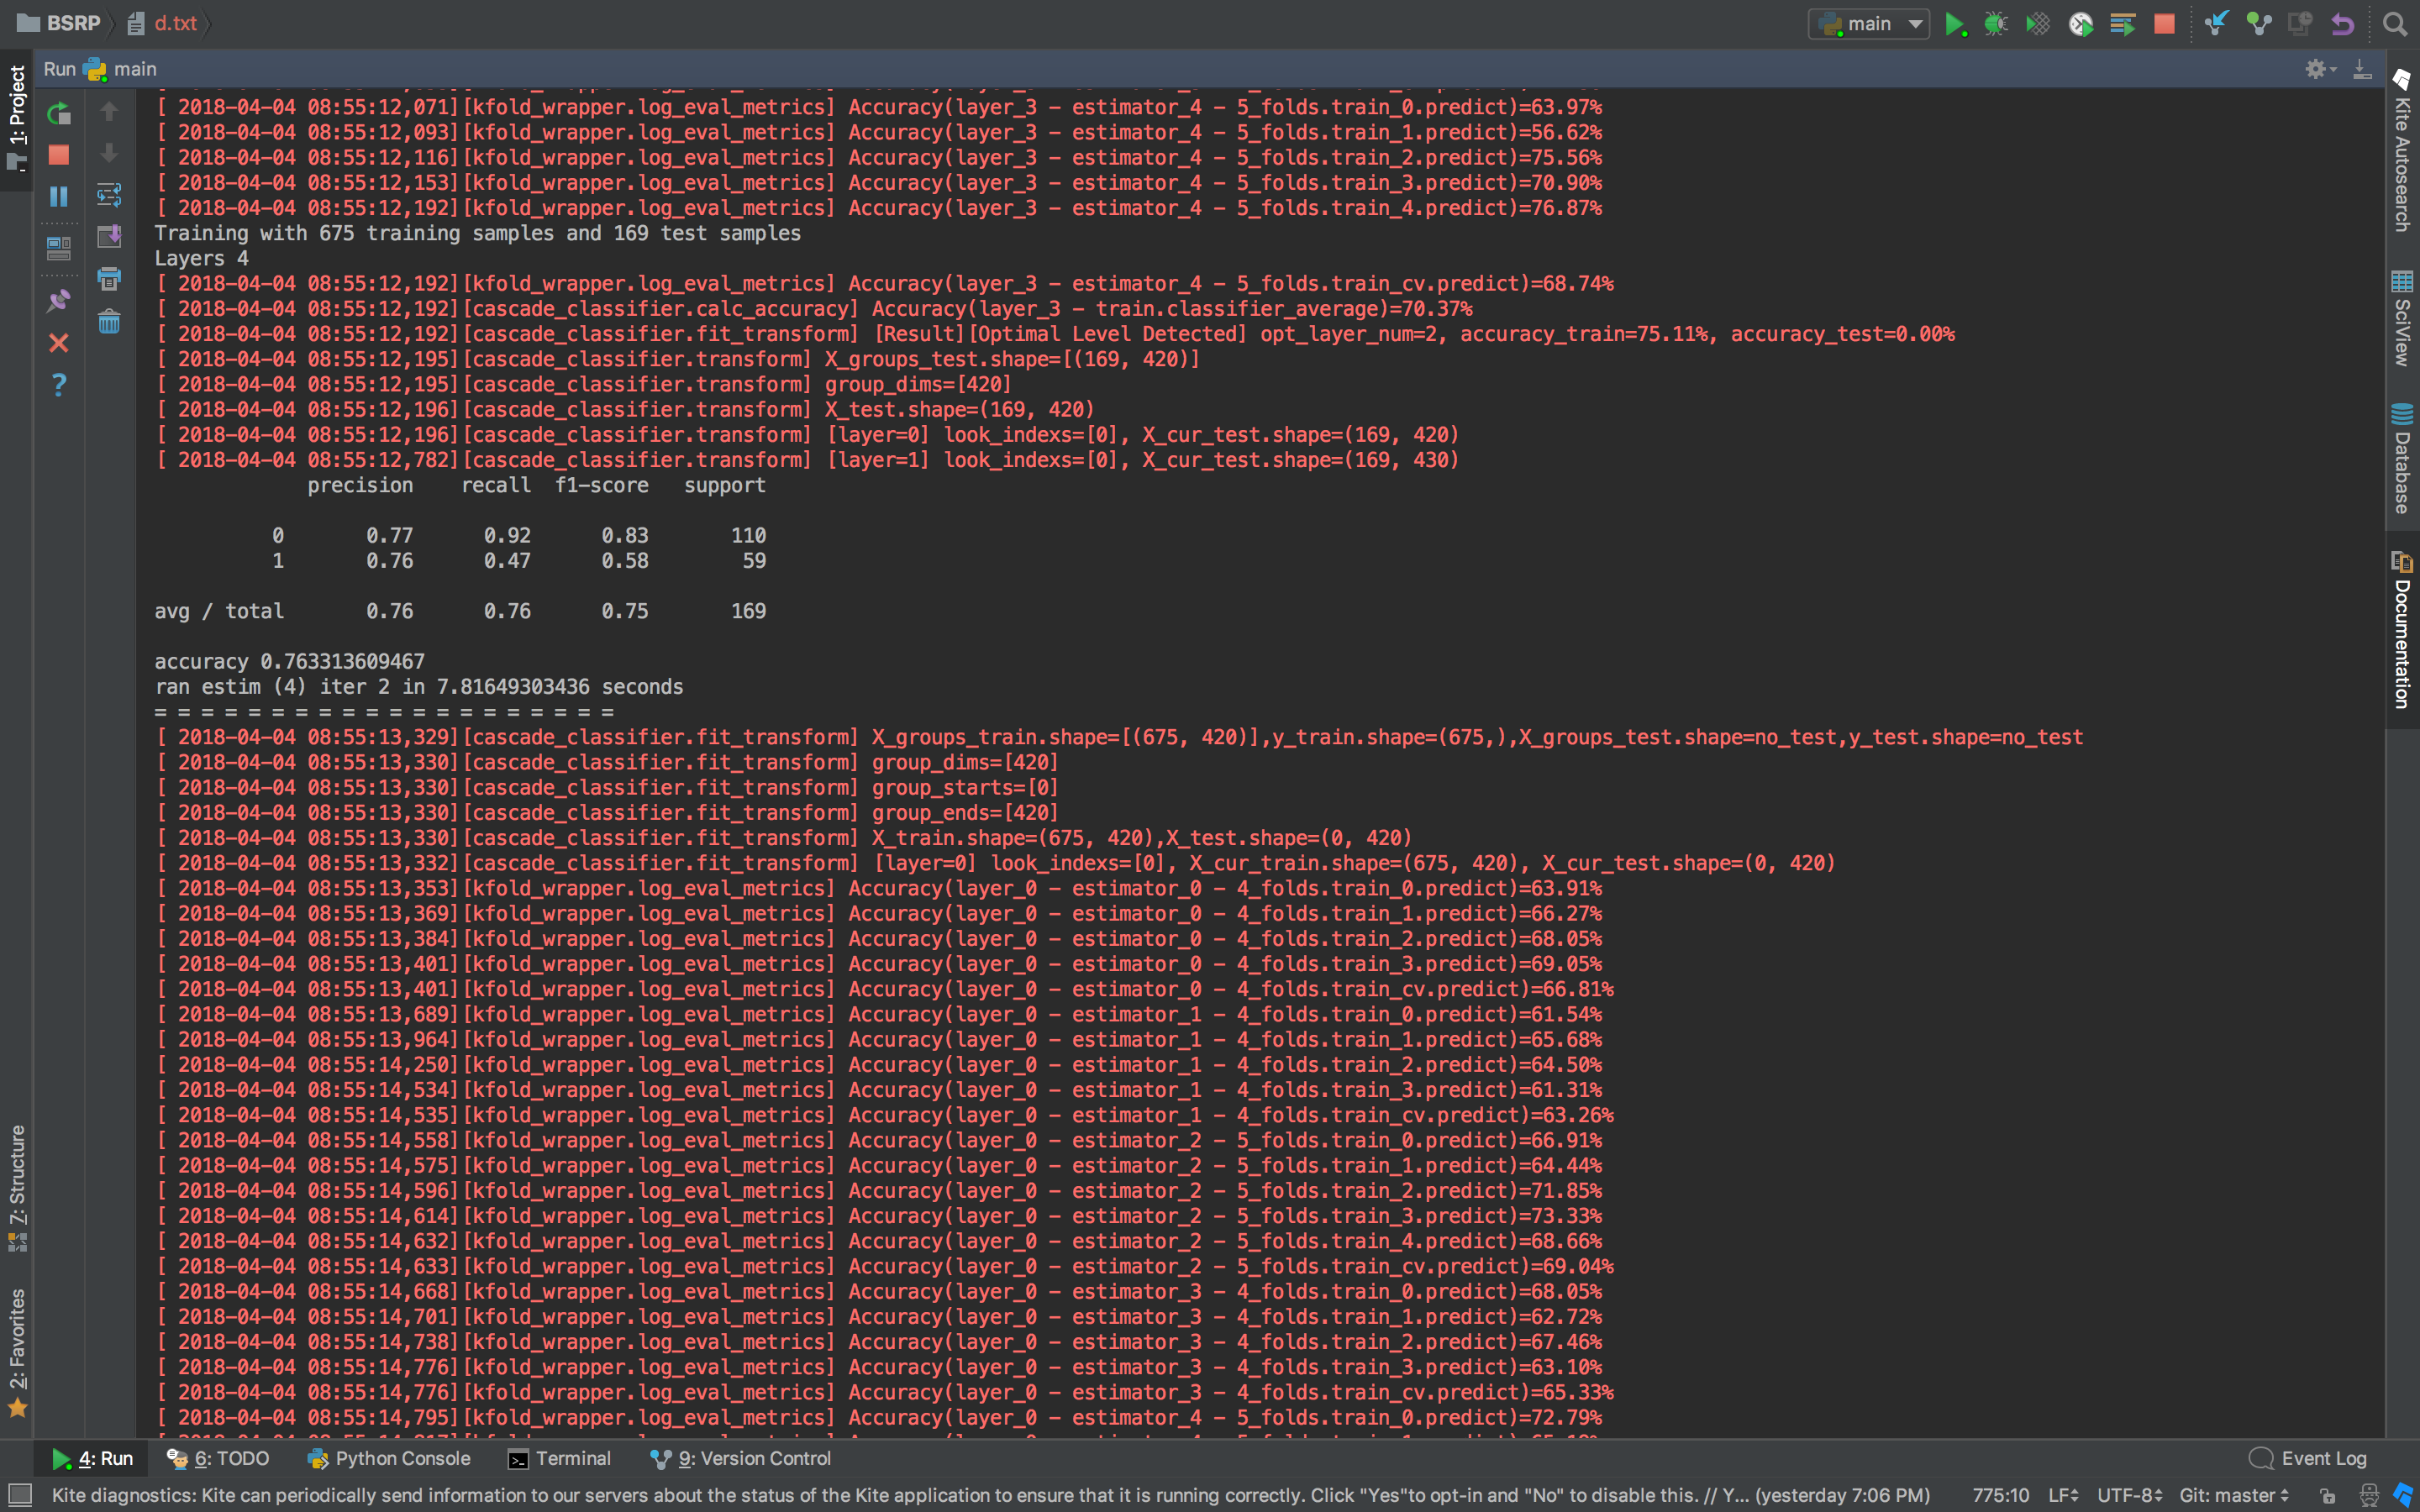 BSRP d.txt main
Run main
[ 2018-04-04 08:55:12,071][kfold_wrapper.log_eval_metrics] Accuracy(layer_3 - estimator_4 - 5_folds.train_0.predict)=63.97%
[ 2018-04-04 08:55:12,093][kfold_wrapper.log_eval_metrics] Accuracy(layer_3 - estimator_4 - 5_folds.train_1.predict)=56.62%
[ 2018-04-04 08:55:12,116][kfold_wrapper.log_eval_metrics] Accuracy(layer_3 - estimator_4 - 5_folds.train_2.predict)=75.56%
[ 2018-04-04 08:55:12,153][kfold_wrapper.log_eval_metrics] Accuracy(layer_3 - estimator_4 - 5_folds.train_3.predict)=70.90%
[ 2018-04-04 08:55:12,192][kfold_wrapper.log_eval_metrics] Accuracy(layer_3 - estimator_4 - 5_folds.train_4.predict)=76.87%
Training with 675 training samples and 169 test samples
Layers 4
[ 2018-04-04 08:55:12,192][kfold_wrapper.log_eval_metrics] Accuracy(layer_3 - estimator_4 - 5_folds.train_cv.predict)=68.74%
[ 2018-04-04 08:55:12,192][cascade_classifier.calc_accuracy] Accuracy(layer_3 - train.classifier_average)=70.37%
[ 2018-04-04 08:55:12,192][cascade_classifier.fit_transform] [Result][Optimal Level Detected] opt_layer_num=2, accuracy_train=75.11%, accuracy_test=0.00%
[ 2018-04-04 08:55:12,195][cascade_classifier.transform] X_groups_test.shape=[(169, 420)]
[ 2018-04-04 08:55:12,195][cascade_classifier.transform] group_dims=[420]
[ 2018-04-04 08:55:12,196][cascade_classifier.transform] X_test.shape=(169, 420)
[ 2018-04-04 08:55:12,196][cascade_classifier.transform] [layer=0] look_indexs=[0], X_cur_test.shape=(169, 420)
[ 2018-04-04 08:55:12,782][cascade_classifier.transform] [layer=1] look_indexs=[0], X_cur_test.shape=(169, 430)
precision recall f1-score support
0 0.77 0.92 0.83 110
1 0.76 0.47 0.58 59
avg / total 0.76 0.76 0.75 169
accuracy 0.763313609467
ran estim (4) iter 2 in 7.81649303436 seconds
= = = = = = = = = = = = = = = = = = = =
[ 2018-04-04 08:55:13,329][cascade_classifier.fit_transform] X_groups_train.shape=[(675, 420)],y_train.shape=(675,),X_groups_test.shape=no_test,y_test.shape=no_test
[ 2018-04-04 08:55:13,330][cascade_classifier.fit_transform] group_dims=[420]
[ 2018-04-04 08:55:13,330][cascade_classifier.fit_transform] group_starts=[0]
[ 2018-04-04 08:55:13,330][cascade_classifier.fit_transform] group_ends=[420]
[ 2018-04-04 08:55:13,330][cascade_classifier.fit_transform] X_train.shape=(675, 420),X_test.shape=(0, 420)
[ 2018-04-04 08:55:13,332][cascade_classifier.fit_transform] [layer=0] look_indexs=[0], X_cur_train.shape=(675, 420), X_cur_test.shape=(0, 420)
[ 2018-04-04 08:55:13,353][kfold_wrapper.log_eval_metrics] Accuracy(layer_0 - estimator_0 - 4_folds.train_0.predict)=63.91%
[ 2018-04-04 08:55:13,369][kfold_wrapper.log_eval_metrics] Accuracy(layer_0 - estimator_0 - 4_folds.train_1.predict)=66.27%
[ 2018-04-04 08:55:13,384][kfold_wrapper.log_eval_metrics] Accuracy(layer_0 - estimator_0 - 4_folds.train_2.predict)=68.05%
[ 2018-04-04 08:55:13,401][kfold_wrapper.log_eval_metrics] Accuracy(layer_0 - estimator_0 - 4_folds.train_3.predict)=69.05%
[ 2018-04-04 08:55:13,401][kfold_wrapper.log_eval_metrics] Accuracy(layer_0 - estimator_0 - 4_folds.train_cv.predict)=66.81%
[ 2018-04-04 08:55:13,689][kfold_wrapper.log_eval_metrics] Accuracy(layer_0 - estimator_1 - 4_folds.train_0.predict)=61.54%
[ 2018-04-04 08:55:13,964][kfold_wrapper.log_eval_metrics] Accuracy(layer_0 - estimator_1 - 4_folds.train_1.predict)=65.68%
[ 2018-04-04 08:55:14,250][kfold_wrapper.log_eval_metrics] Accuracy(layer_0 - estimator_1 - 4_folds.train_2.predict)=64.50%
[ 2018-04-04 08:55:14,534][kfold_wrapper.log_eval_metrics] Accuracy(layer_0 - estimator_1 - 4_folds.train_3.predict)=61.31%
[ 2018-04-04 08:55:14,535][kfold_wrapper.log_eval_metrics] Accuracy(layer_0 - estimator_1 - 4_folds.train_cv.predict)=63.26%
[ 2018-04-04 08:55:14,558][kfold_wrapper.log_eval_metrics] Accuracy(layer_0 - estimator_2 - 5_folds.train_0.predict)=66.91%
[ 2018-04-04 08:55:14,575][kfold_wrapper.log_eval_metrics] Accuracy(layer_0 - estimator_2 - 5_folds.train_1.predict)=64.44%
[ 2018-04-04 08:55:14,596][kfold_wrapper.log_eval_metrics] Accuracy(layer_0 - estimator_2 - 5_folds.train_2.predict)=71.85%
[ 2018-04-04 08:55:14,614][kfold_wrapper.log_eval_metrics] Accuracy(layer_0 - estimator_2 - 5_folds.train_3.predict)=73.33%
[ 2018-04-04 08:55:14,632][kfold_wrapper.log_eval_metrics] Accuracy(layer_0 - estimator_2 - 5_folds.train_4.predict)=68.66%
[ 2018-04-04 08:55:14,633][kfold_wrapper.log_eval_metrics] Accuracy(layer_0 - estimator_2 - 5_folds.train_cv.predict)=69.04%
[ 2018-04-04 08:55:14,668][kfold_wrapper.log_eval_metrics] Accuracy(layer_0 - estimator_3 - 4_folds.train_0.predict)=68.05%
[ 2018-04-04 08:55:14,701][kfold_wrapper.log_eval_metrics] Accuracy(layer_0 - estimator_3 - 4_folds.train_1.predict)=62.72%
[ 2018-04-04 08:55:14,738][kfold_wrapper.log_eval_metrics] Accuracy(layer_0 - estimator_3 - 4_folds.train_2.predict)=67.46%
[ 2018-04-04 08:55:14,776][kfold_wrapper.log_eval_metrics] Accuracy(layer_0 - estimator_3 - 4_folds.train_3.predict)=63.10%
[ 2018-04-04 08:55:14,776][kfold_wrapper.log_eval_metrics] Accuracy(layer_0 - estimator_3 - 4_folds.train_cv.predict)=65.33%
[ 2018-04-04 08:55:14,795][kfold_wrapper.log_eval_metrics] Accuracy(layer_0 - estimator_4 - 5_folds.train_0.predict)=72.79%
1: Project
7: Structure
2: Favorites
Kite Autosearch
SciView
Database
Documentation
4: Run 6: TODO Python Console Terminal 9: Version Control Event Log
Kite diagnostics: Kite can periodically send information to our servers about the status of the Kite application to ensure that it is running correctly. Click "Yes"to opt-in and "No" to disable this. // Y... (yesterday 7:06 PM) 775:10 LF UTF-8 Git: master